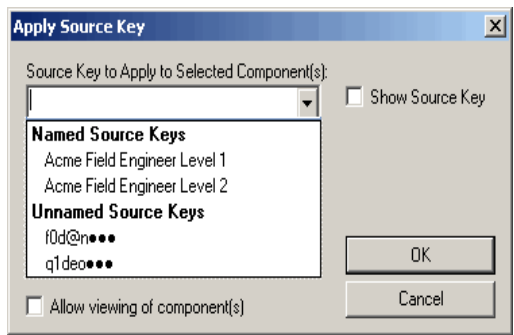 Apply Source Key
Source Key to Apply to Selected Component(s):
Show Source Key
Named Source Keys
Acme Field Engineer Level 1
Acme Field Engineer Level 2
Unnamed Source Keys
f0d@n●●●
q1deo●●●
OK
Allow viewing of component(s)
Cancel